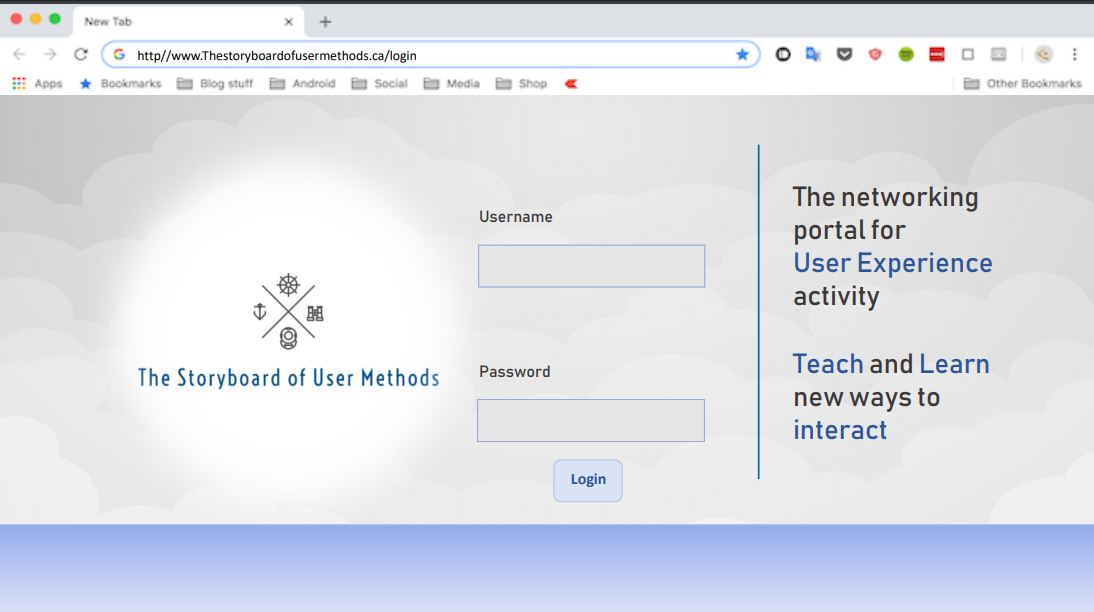 New Tab
http//www.Thestoryboardofusermethods.ca/login
Apps Bookmarks Blog stuff Android Social Media Shop Other Bookmarks
The Storyboard of User Methods
Username
Password
Login
The networking
portal for
User Experience
activity
Teach and Learn
new ways to
interact